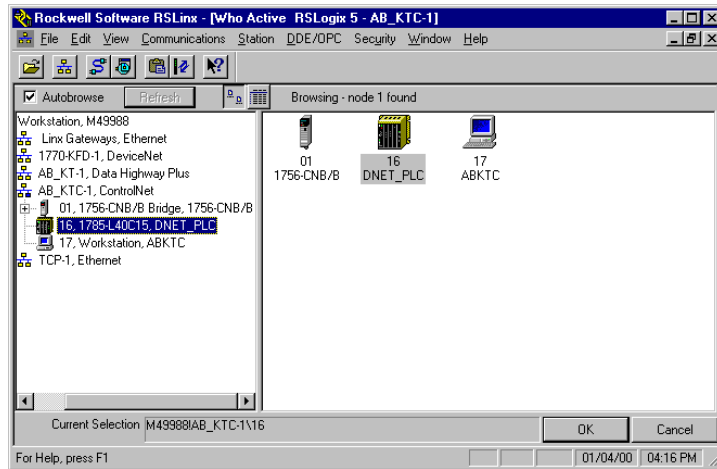 Rockwell Software RSLinx - [Who Active RSLogix 5 - AB_KTC-1]
File Edit View Communications Station DDE/OPC Security Window Help
Autobrowse Refresh Browsing - node 1 found
Workstation, M49988
Linx Gateways, Ethernet
1770-KFD-1, DeviceNet
AB_KT-1, Data Highway Plus
AB_KTC-1, ControlNet
01, 1756-CNB/B Bridge, 1756-CNB/B
16, 1785-L40C15, DNET_PLC
17, Workstation, ABKTC
TCP-1, Ethernet
01 16 17
1756-CNB/B DNET_PLC ABKTC
Current Selection M49988!AB_KTC-1\16 OK Cancel
For Help, press F1 01/04/00 04:16 PM